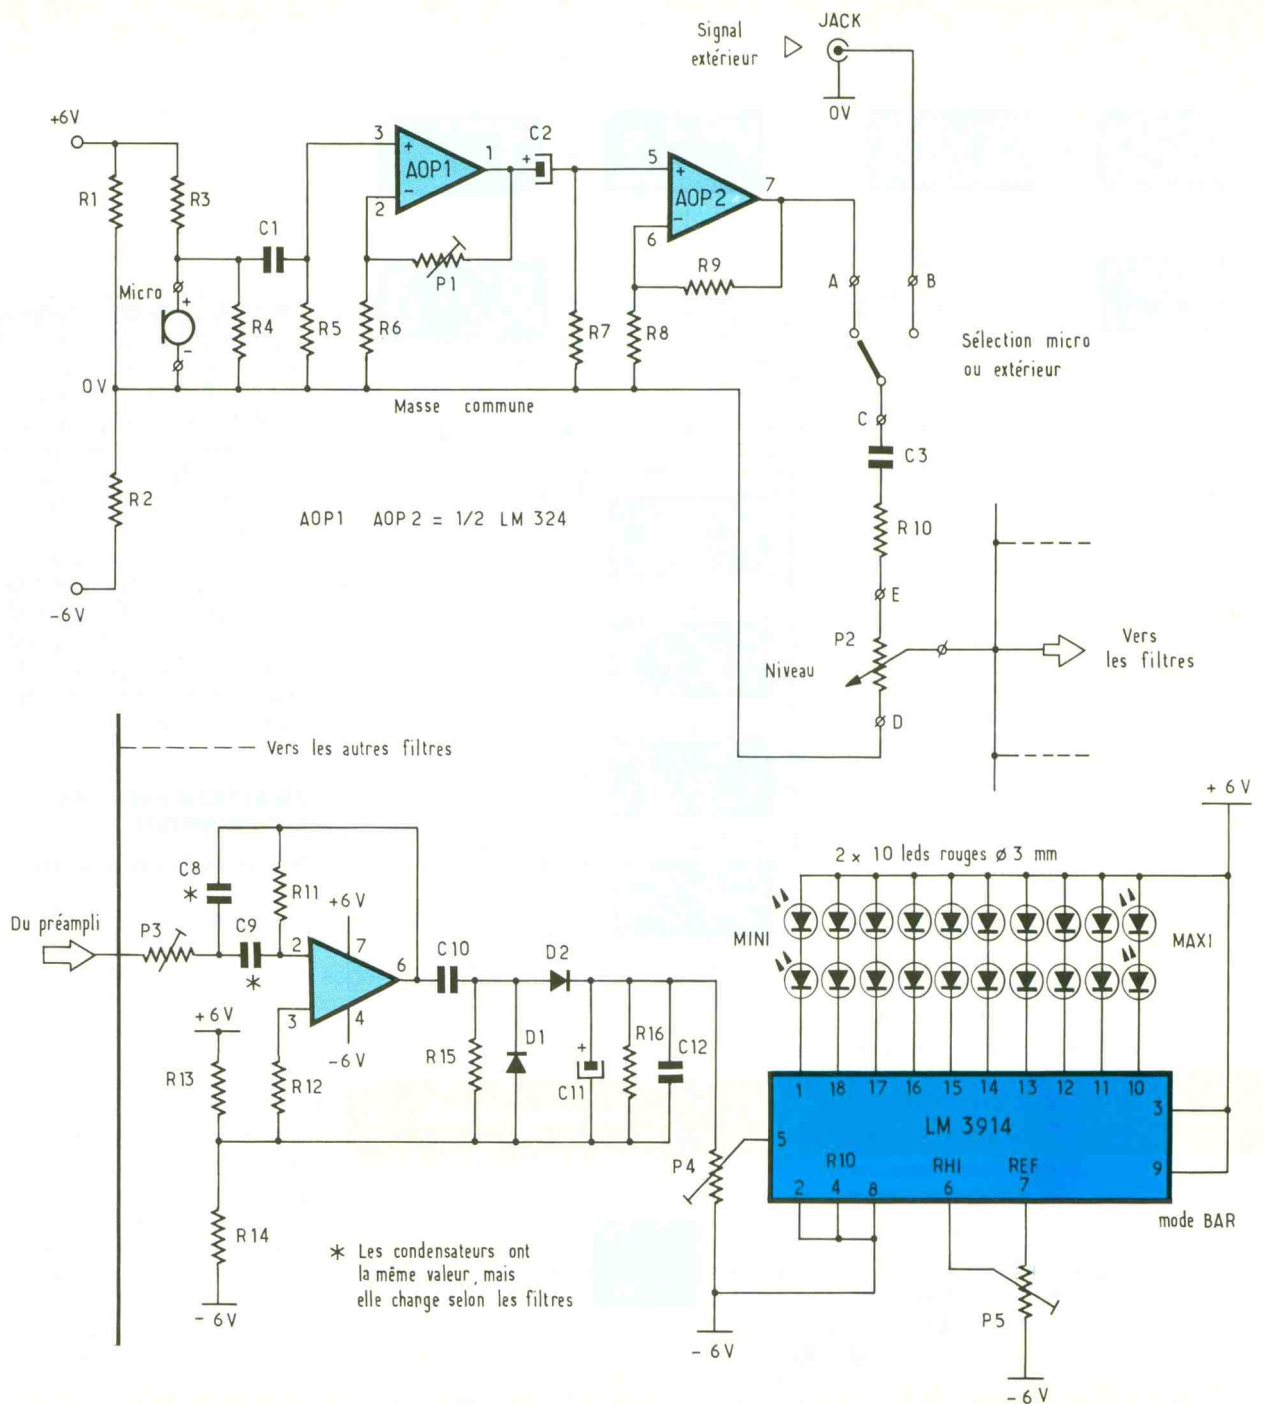 Signal
extérieur
JACK
0V
+6V
R1
R3
C1
3
+
AOP1
-
2
1
+
C2
5
+
AOP2
-
6
7
P1
R9
A
B
Micro
+
-
R4
R5
R6
R7
R8
Sélection micro
ou extérieur
0V
Masse commune
C
C3
R2
AOP1 AOP2 = 1/2 LM 324
R10
-6V
E
P2
Niveau
Vers
les filtres
D
Vers les autres filtres
+6V
2 x 10 leds rouges ø 3 mm
C8
*
R11
+6V
MINI
MAXI
Du préampli
P3
C9
*
2
7
6
3
4
-6V
C10
D2
+6V
R13
R12
R15
D1
+
C11
R16
C12
1 18 17 16 15 14 13 12 11 10
LM 3914
3
5
9
P4
R10
RHI
REF
2 4 8 6 7
mode BAR
R14
* Les condensateurs ont
la même valeur, mais
elle change selon les filtres
-6V
-6V
P5
-6V